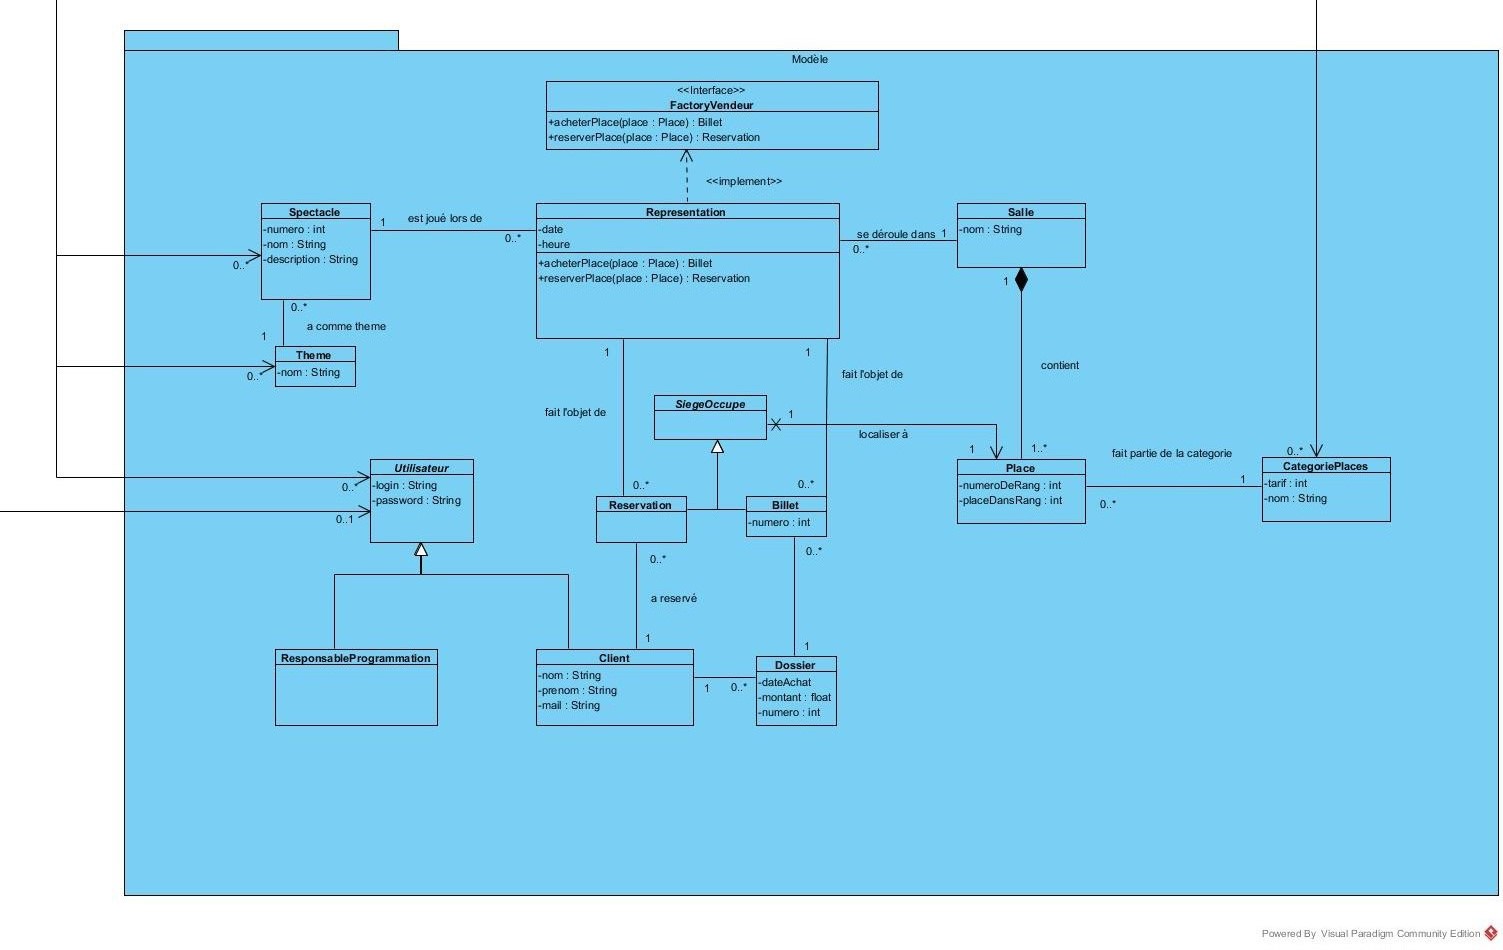 Modèle
<<Interface>>
FactoryVendeur
+acheterPlace(place : Place) : Billet
+reserverPlace(place : Place) : Reservation
<<implement>>
Spectacle
-numero : int
-nom : String
-description : String
1
est joué lors de
0..*
Representation
-date
-heure
+acheterPlace(place : Place) : Billet
+reserverPlace(place : Place) : Reservation
se déroule dans
1
0..*
Salle
-nom : String
0..*
0..*
a comme theme
1
Theme
-nom : String
0..*
1
contient
1..*
1
fait l'objet de
0..*
1
fait l'objet de
0..*
SiegeOccupe
1
localiser à
1
Utilisateur
-login : String
-password : String
0..*
0..1
Reservation
Billet
-numero : int
Place
-numeroDeRang : int
-placeDansRang : int
fait partie de la categorie
0..*
1
0..*
CategoriePlaces
-tarif : int
-nom : String
0..*
a reservé
1
0..*
1
ResponsableProgrammation
Client
-nom : String
-prenom : String
-mail : String
1
0..*
Dossier
-dateAchat
-montant : float
-numero : int
Powered By Visual Paradigm Community Edition